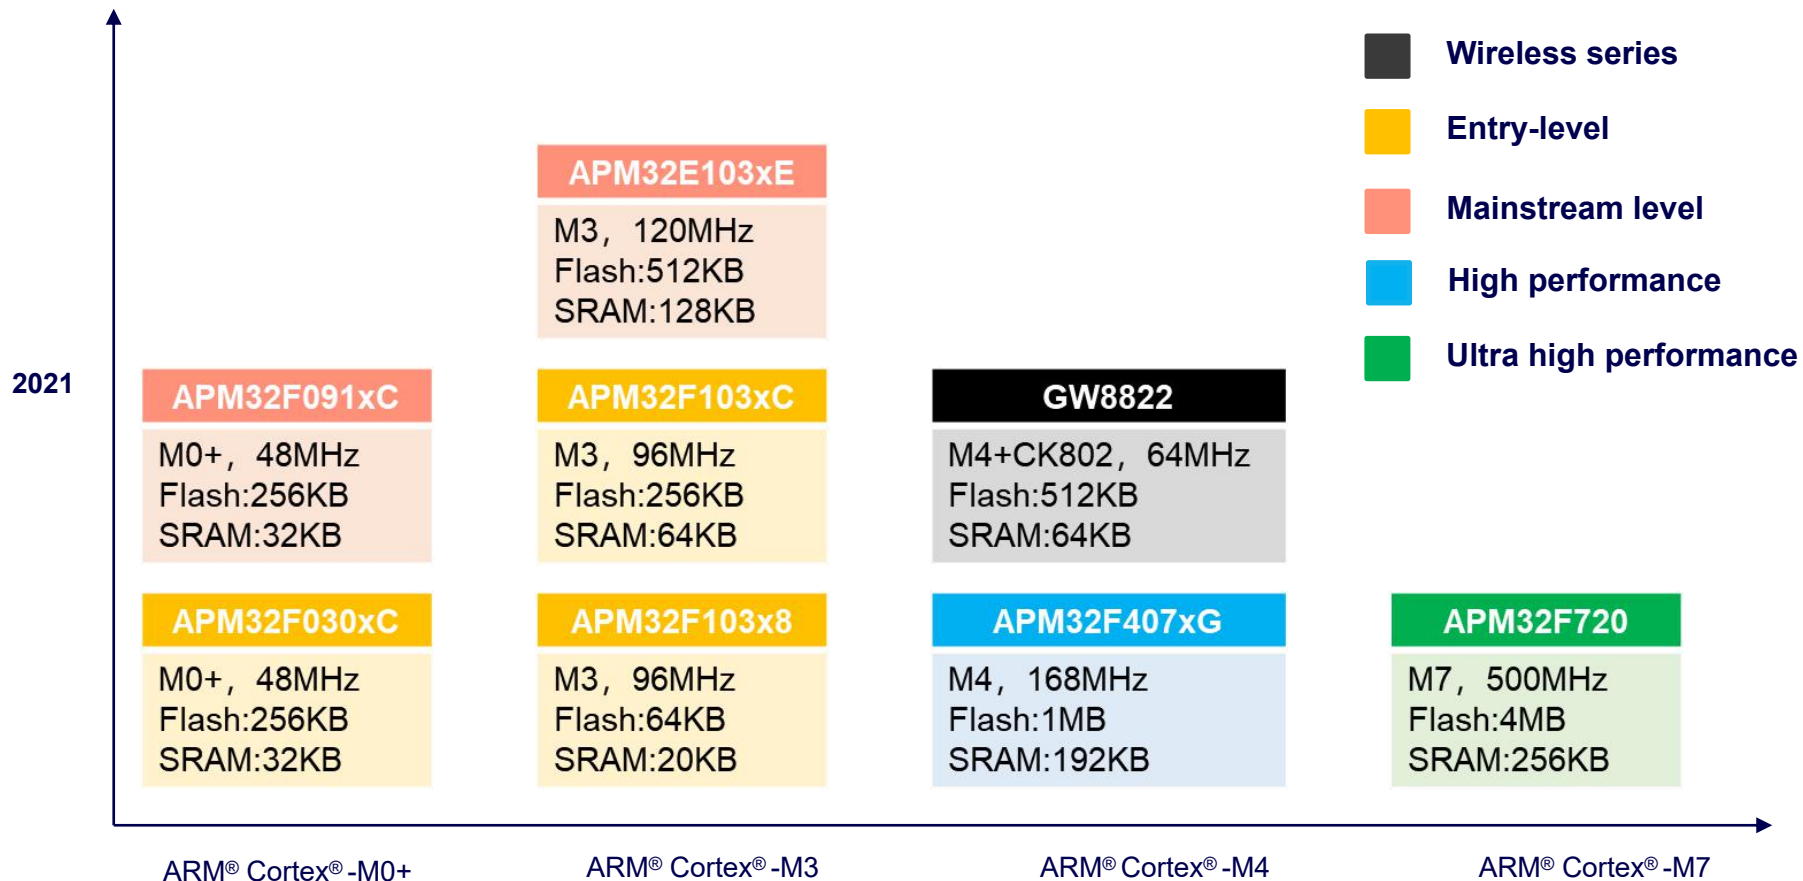 Wireless series
Entry-level
Mainstream level
High performance
Ultra high performance
2021
APM32E103xE
M3，120MHz
Flash:512KB
SRAM:128KB
APM32F091xC
M0+，48MHz
Flash:256KB
SRAM:32KB
APM32F103xC
M3，96MHz
Flash:256KB
SRAM:64KB
GW8822
M4+CK802，64MHz
Flash:512KB
SRAM:64KB
APM32F030xC
M0+，48MHz
Flash:256KB
SRAM:32KB
APM32F103x8
M3，96MHz
Flash:64KB
SRAM:20KB
APM32F407xG
M4，168MHz
Flash:1MB
SRAM:192KB
APM32F720
M7，500MHz
Flash:4MB
SRAM:256KB
ARM® Cortex®-M0+
ARM® Cortex®-M3
ARM® Cortex®-M4
ARM® Cortex®-M7